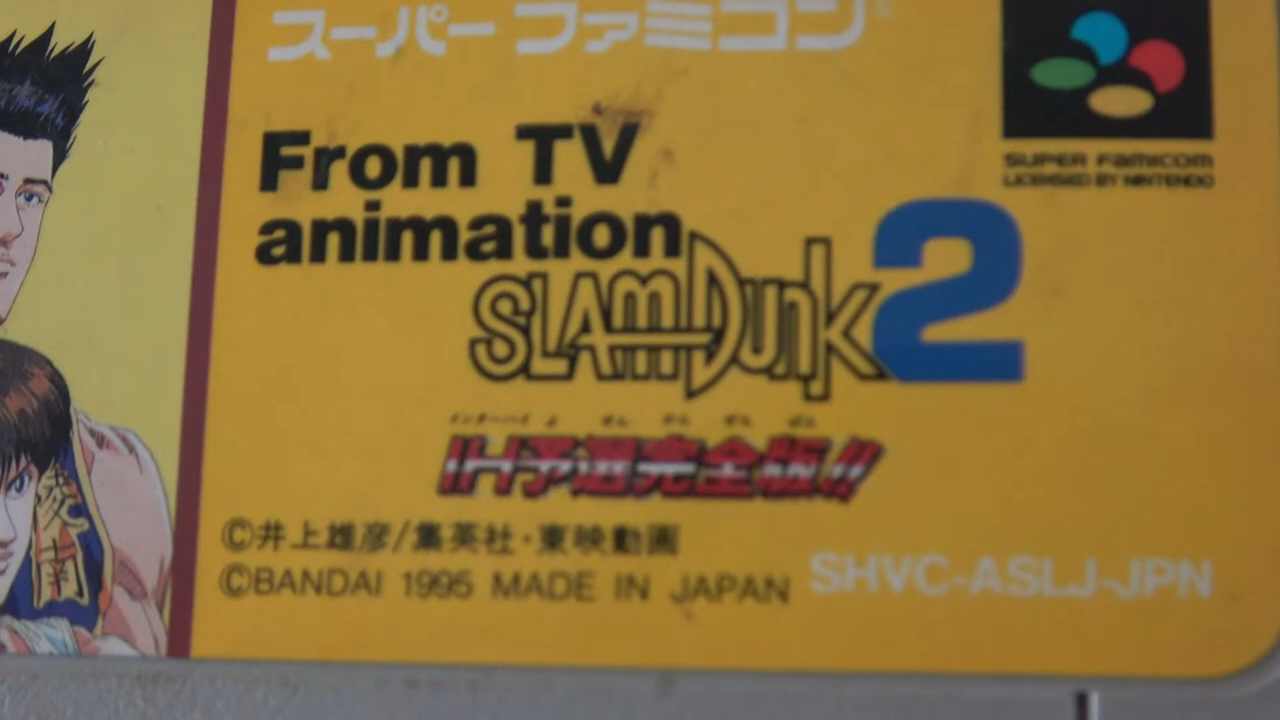 スーパーファミコン
SUPER FAMICOM
LICENSED BY NINTENDO
From TV
animation
SLAMDUNK2
インターハイ よ せん かん ぜん ばん
IH予選完全版!!
©井上雄彦/集英社・東映動画
©BANDAI 1995 MADE IN JAPAN
SHVC-ASLJ-JPN